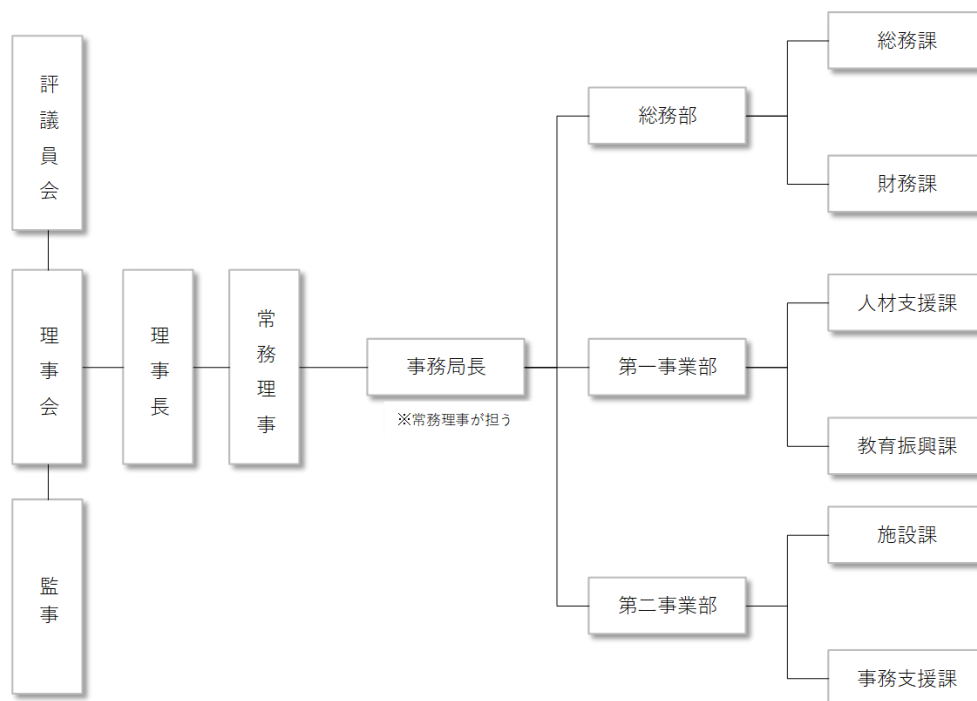 評議員会
理事会
監事
理事長
常務理事
事務局長
※常務理事が担う
総務部
総務課
財務課
第一事業部
人材支援課
教育振興課
第二事業部
施設課
事務支援課